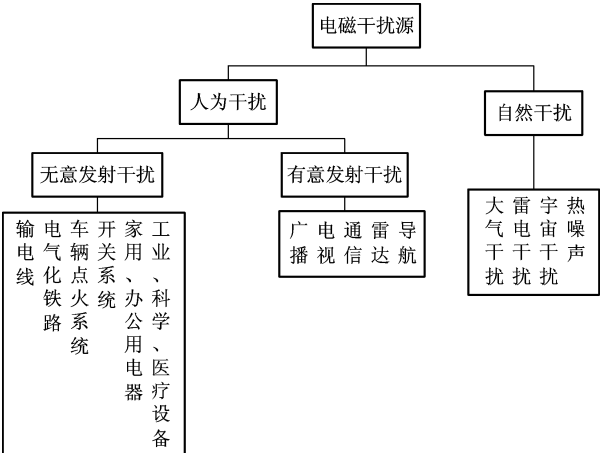 电磁干扰源
人为干扰
自然干扰
无意发射干扰
有意发射干扰
输电线
电气化铁路
车辆点火系统
开关系统
家用、办公用电器
工业、科学、医疗设备
广播
电视
通信
雷达
导航
大气干扰
雷电干扰
宇宙干扰
热噪声